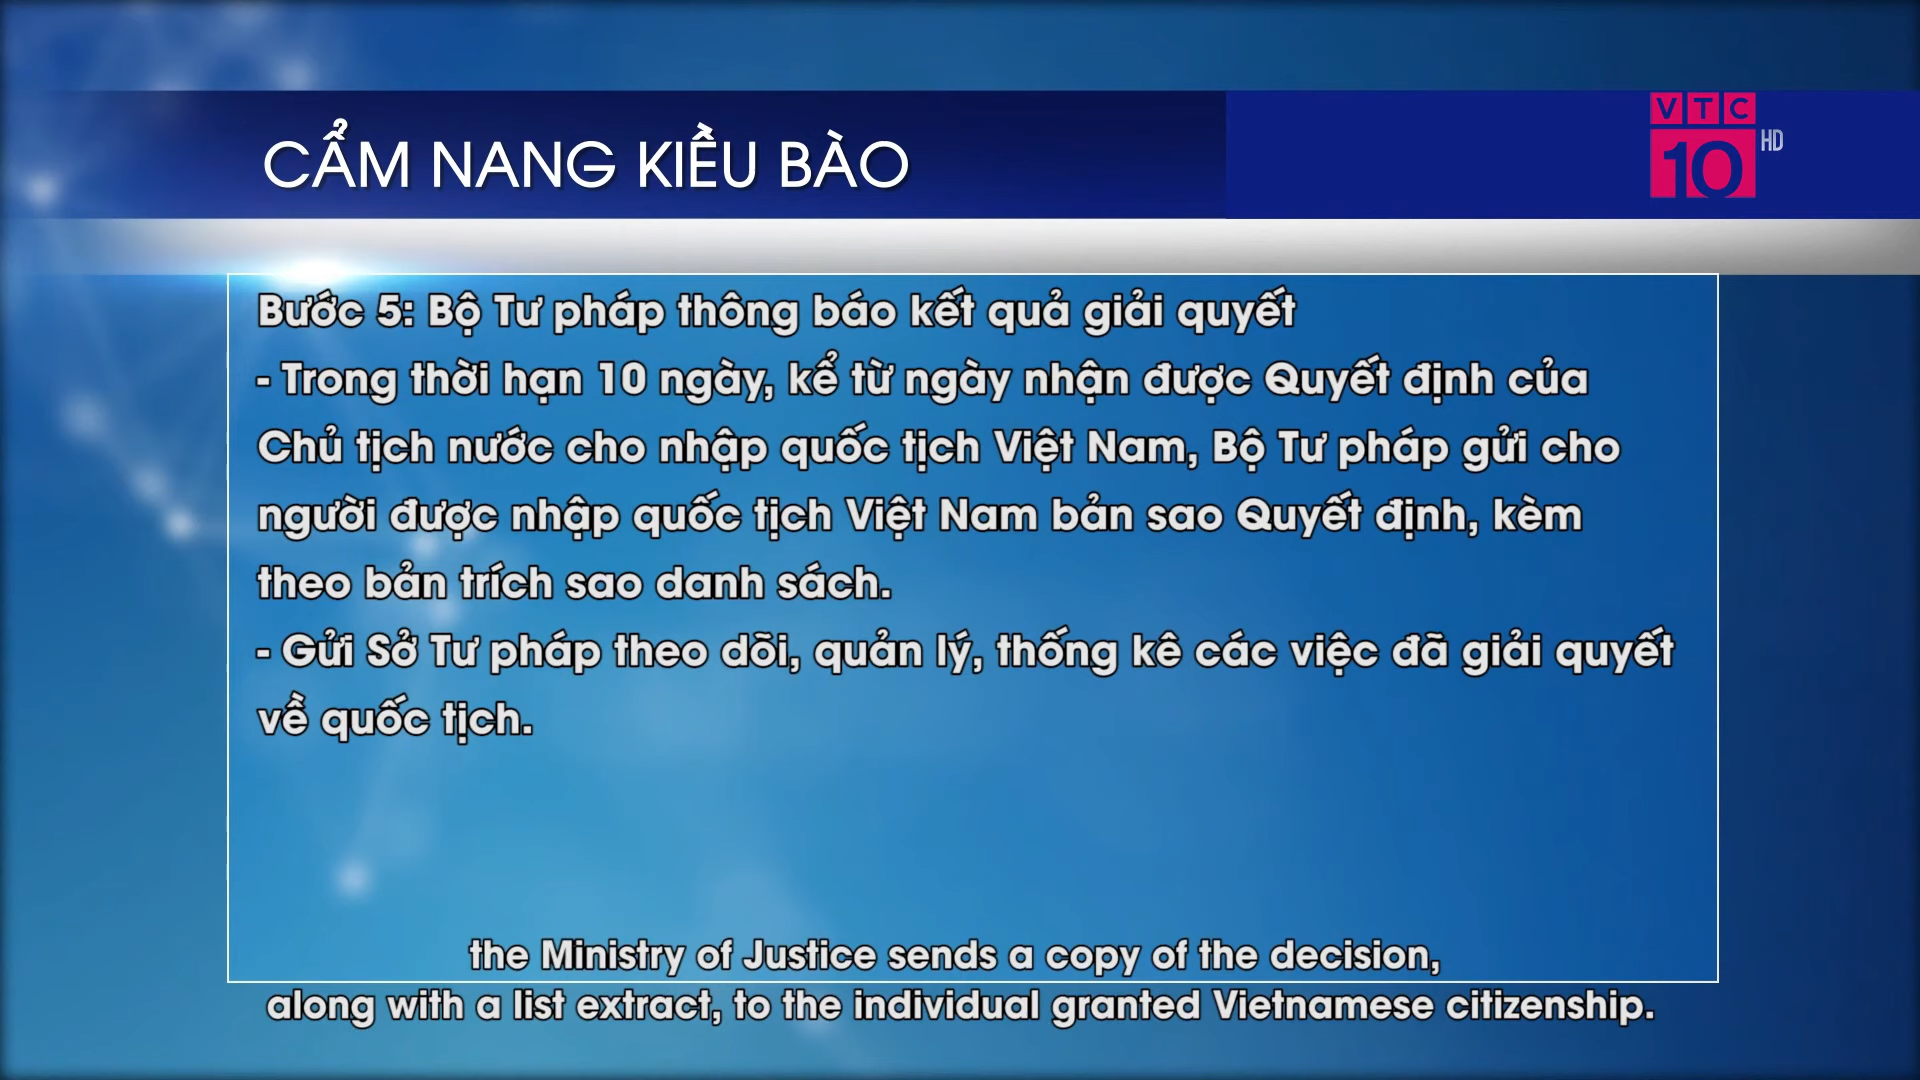 CẨM NANG KIỀU BÀO
VTC
10 HD
Bước 5: Bộ Tư pháp thông báo kết quả giải quyết
- Trong thời hạn 10 ngày, kể từ ngày nhận được Quyết định của
Chủ tịch nước cho nhập quốc tịch Việt Nam, Bộ Tư pháp gửi cho
người được nhập quốc tịch Việt Nam bản sao Quyết định, kèm
theo bản trích sao danh sách.
- Gửi Sở Tư pháp theo dõi, quản lý, thống kê các việc đã giải quyết
về quốc tịch.
the Ministry of Justice sends a copy of the decision,
along with a list extract, to the individual granted Vietnamese citizenship.